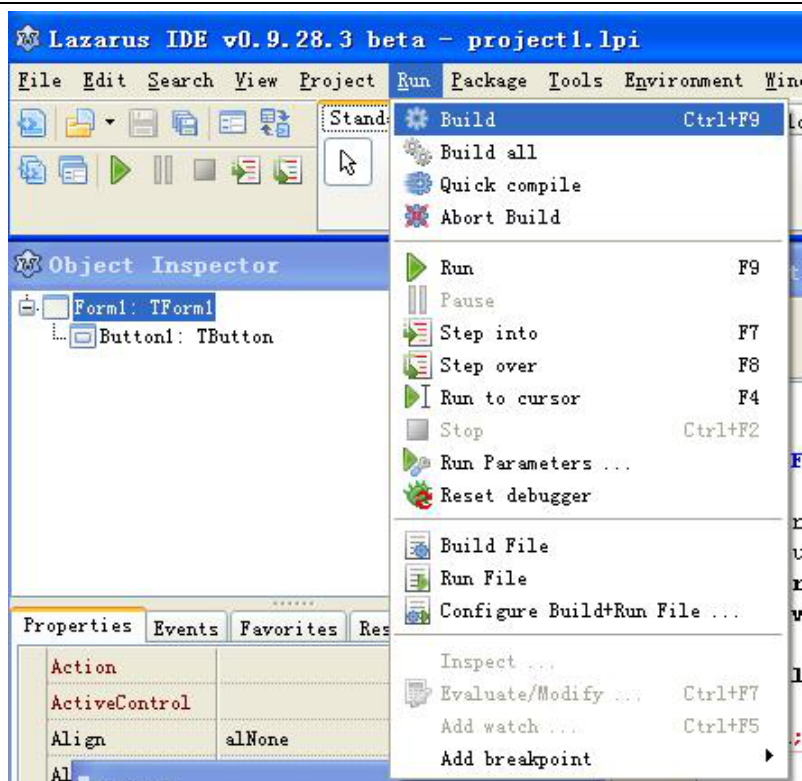 Lazarus IDE v0.9.28.3 beta - project1.lpi
File Edit Search View Project Run Package Tools Environment
Build Ctrl+F9
Build all
Quick compile
Abort Build
Run F9
Pause
Step into F7
Step over F8
Run to cursor F4
Stop Ctrl+F2
Run Parameters ...
Reset debugger
Build File
Run File
Configure Build+Run File ...
Inspect ...
Evaluate/Modify ... Ctrl+F7
Add watch ... Ctrl+F5
Add breakpoint
Object Inspector
Form1: TForm1
Button1: TButton
Properties Events Favorites
Action
ActiveControl
Align alNone